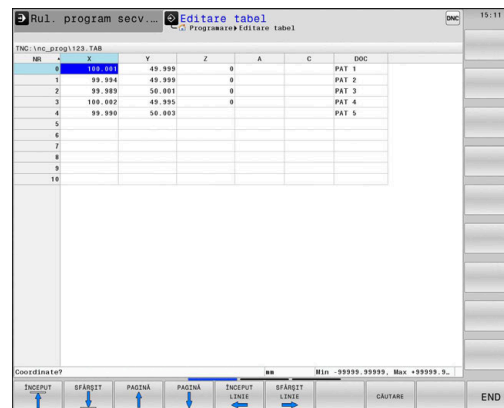 Rul. program secv.... Editare tabel DNC 15:11
Programare Editare tabel
TNC:\nc_prog\123.TAB
NR X Y Z A C DOC
0 100.001 49.999 0 PAT 1
1 99.994 49.999 0 PAT 2
2 99.989 50.001 0 PAT 3
3 100.002 49.995 0 PAT 4
4 99.990 50.003 PAT 5
5
6
7
8
9
10
Coordinate? mm Min -99999.99999, Max +99999.9..
ÎNCEPUT SFÂRŞIT PAGINĂ PAGINĂ ÎNCEPUT LINIE SFÂRŞIT LINIE CĂUTARE END